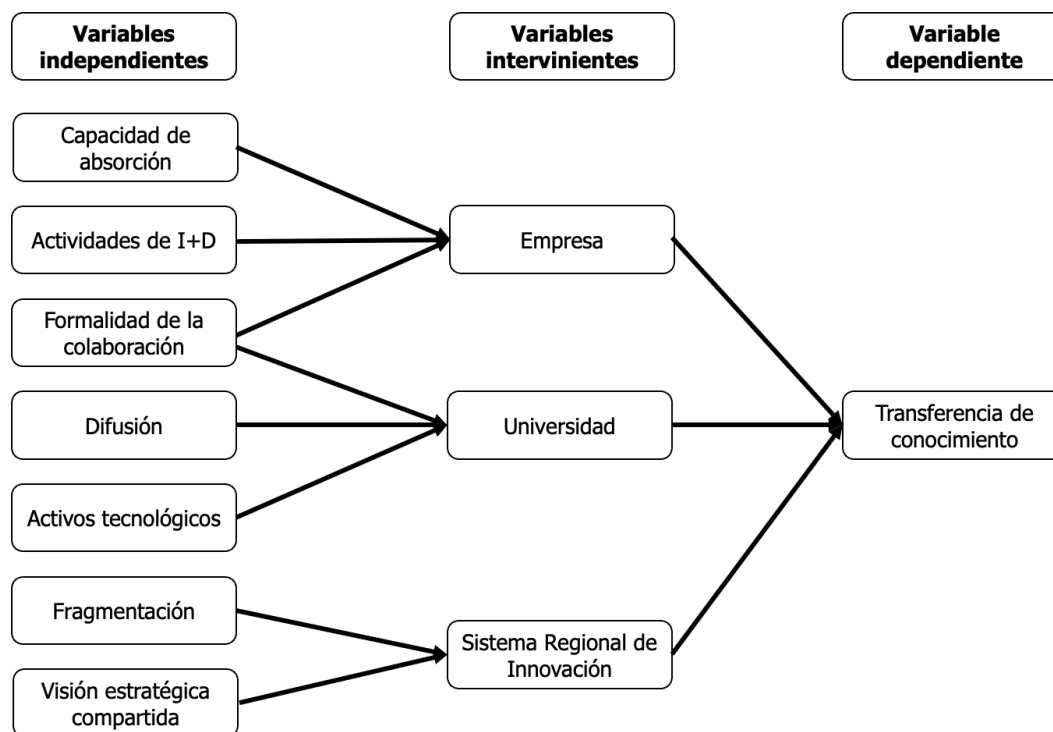 Variables
independientes
Variables
intervinientes
Variable
dependiente
Capacidad de
absorción
Actividades de I+D
Empresa
Formalidad de la
colaboración
Difusión
Universidad
Transferencia de
conocimiento
Activos tecnológicos
Fragmentación
Sistema Regional de
Innovación
Visión estratégica
compartida